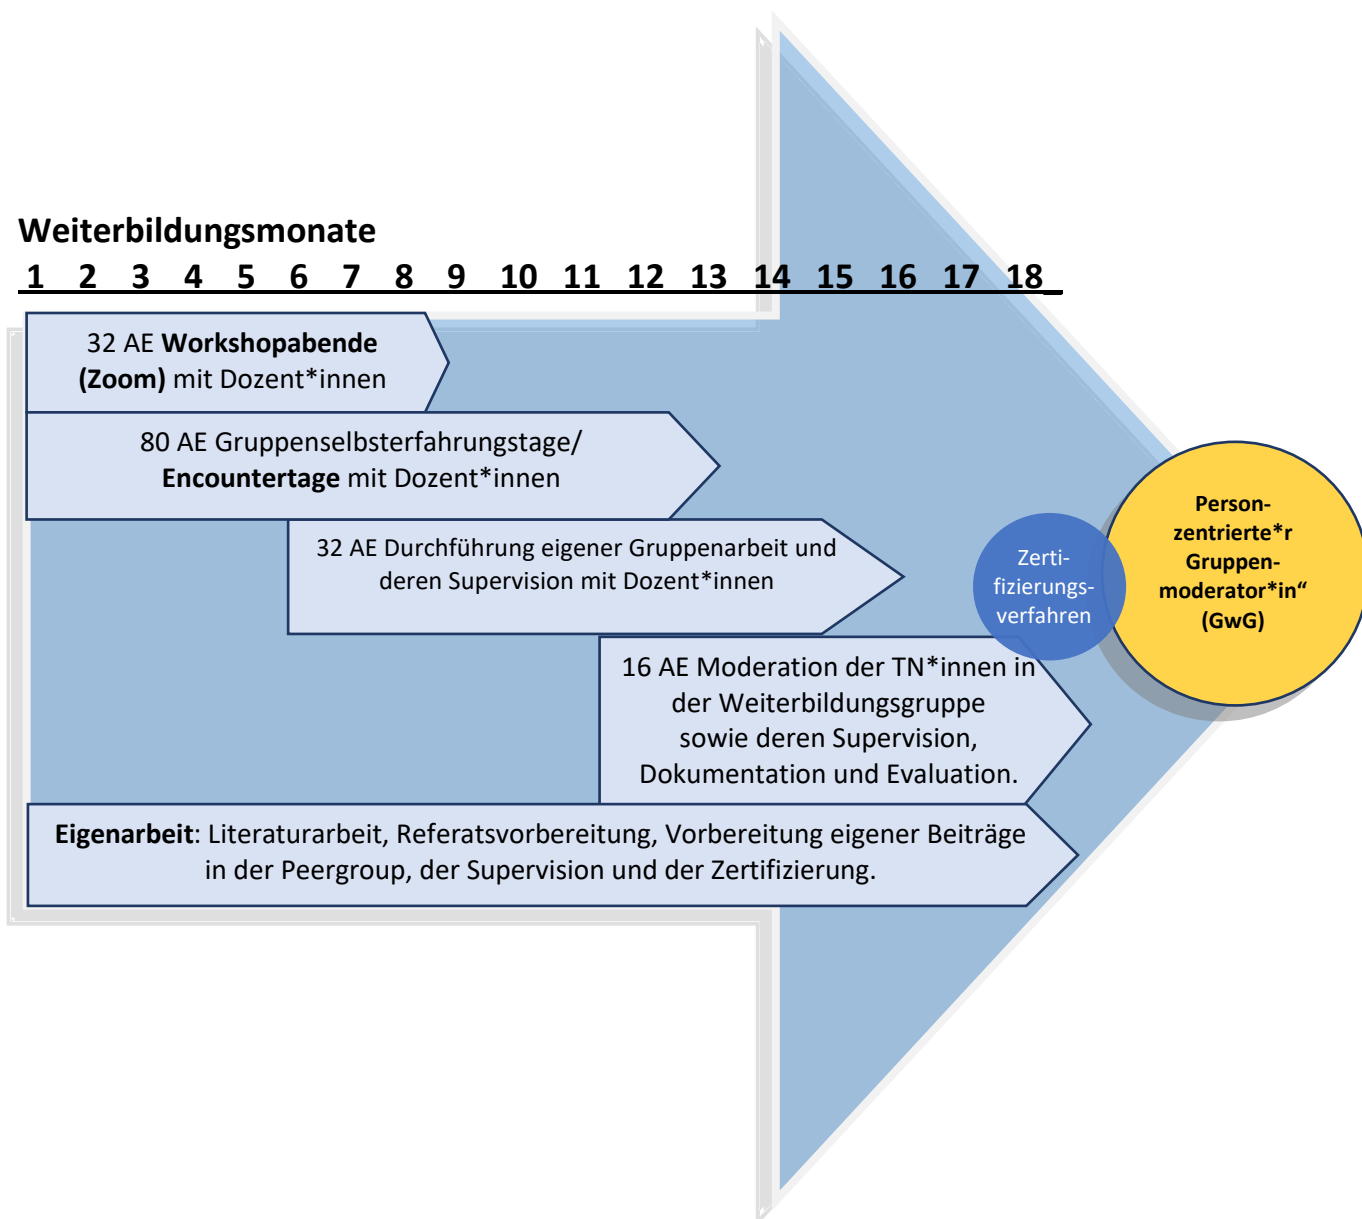 Weiterbildungsmonate
1 2 3 4 5 6 7 8 9 10 11 12 13 14 15 16 17 18
32 AE Workshopabende
(Zoom) mit Dozent*innen
80 AE Gruppenselbsterfahrungstage/
Encountertage mit Dozent*innen
32 AE Durchführung eigener Gruppenarbeit und
deren Supervision mit Dozent*innen
Zerti-
fizierungs-
verfahren
Person-
zentrierte*r
Gruppen-
moderator*in“
(GwG)
16 AE Moderation der TN*innen in
der Weiterbildungsgruppe
sowie deren Supervision,
Dokumentation und Evaluation.
Eigenarbeit: Literaturarbeit, Referatsvorbereitung, Vorbereitung eigener Beiträge
in der Peergroup, der Supervision und der Zertifizierung.